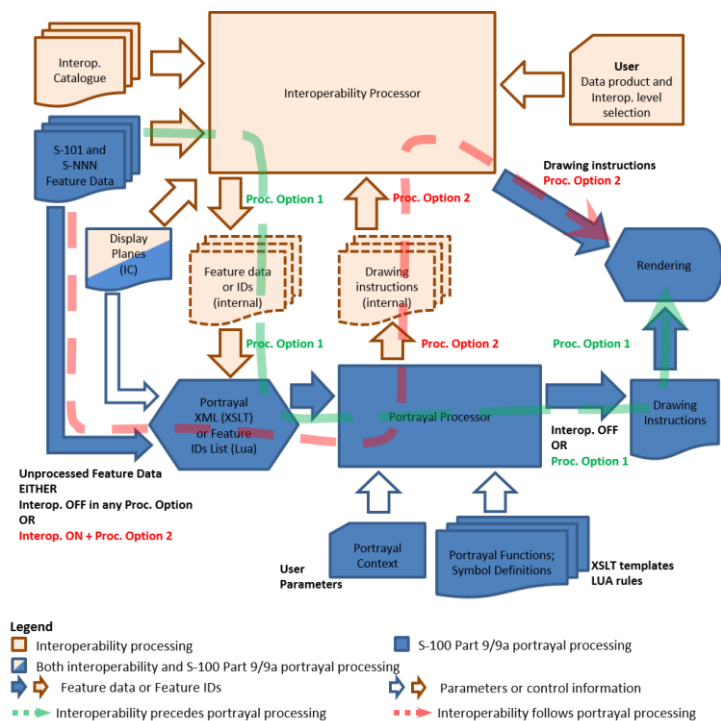 Interop.
Catalogue
Interoperability Processor
User
Data product and
Interop. level
selection
S-101 and
S-NNN
Feature Data
Drawing instructions
Proc. Option 2
Proc. Option 1
Proc. Option 2
Display
Planes
(IC)
Feature data
or IDs
(internal)
Drawing
instructions
(internal)
Rendering
Proc. Option 1
Proc. Option 2
Proc. Option 1
Portrayal
XML (XSLT)
or Feature
IDs List (Lua)
Portrayal Processor
Drawing
Instructions
Interop. OFF
OR
Proc. Option 1
Unprocessed Feature Data
EITHER
Interop. OFF in any Proc. Option
OR
Interop. ON + Proc. Option 2
User
Parameters
Portrayal
Context
Portrayal Functions;
Symbol Definitions
XSLT templates
LUA rules
Legend
Interoperability processing
S-100 Part 9/9a portrayal processing
Both interoperability and S-100 Part 9/9a portrayal processing
Feature data or Feature IDs
Parameters or control information
Interoperability precedes portrayal processing
Interoperability follows portrayal processing